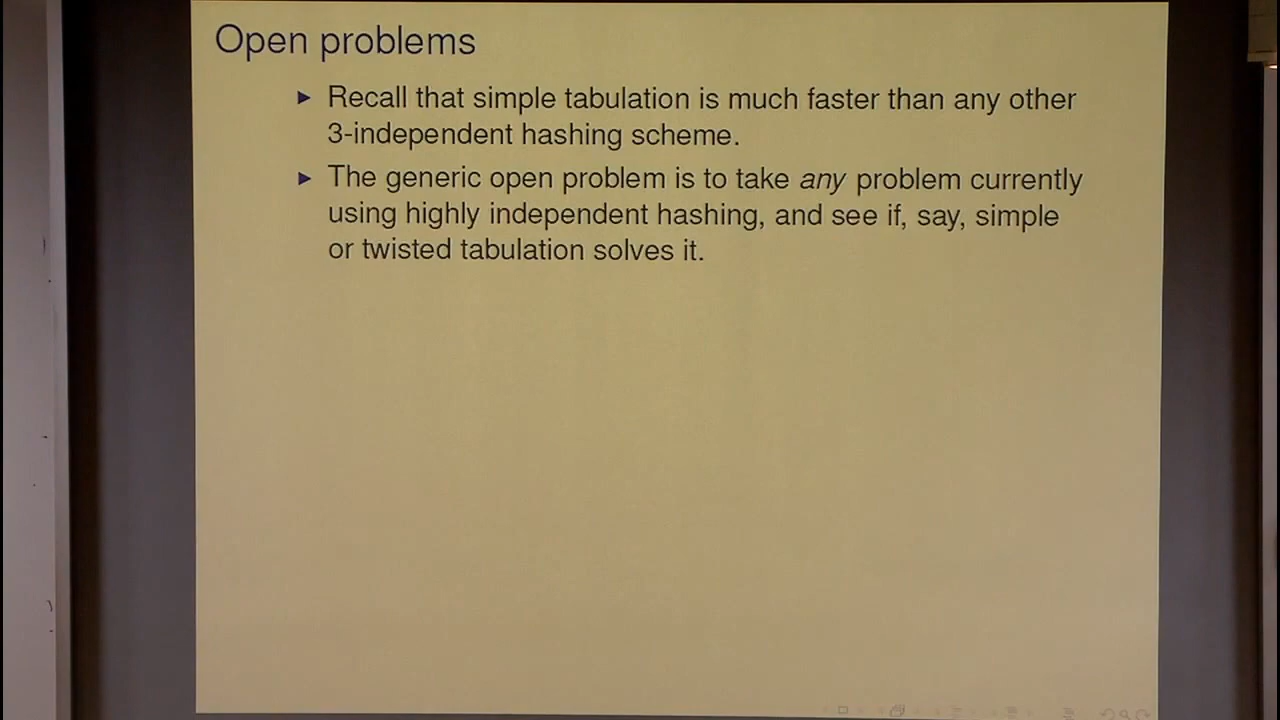 Open problems
▶ Recall that simple tabulation is much faster than any other
3-independent hashing scheme.
▶ The generic open problem is to take any problem currently
using highly independent hashing, and see if, say, simple
or twisted tabulation solves it.